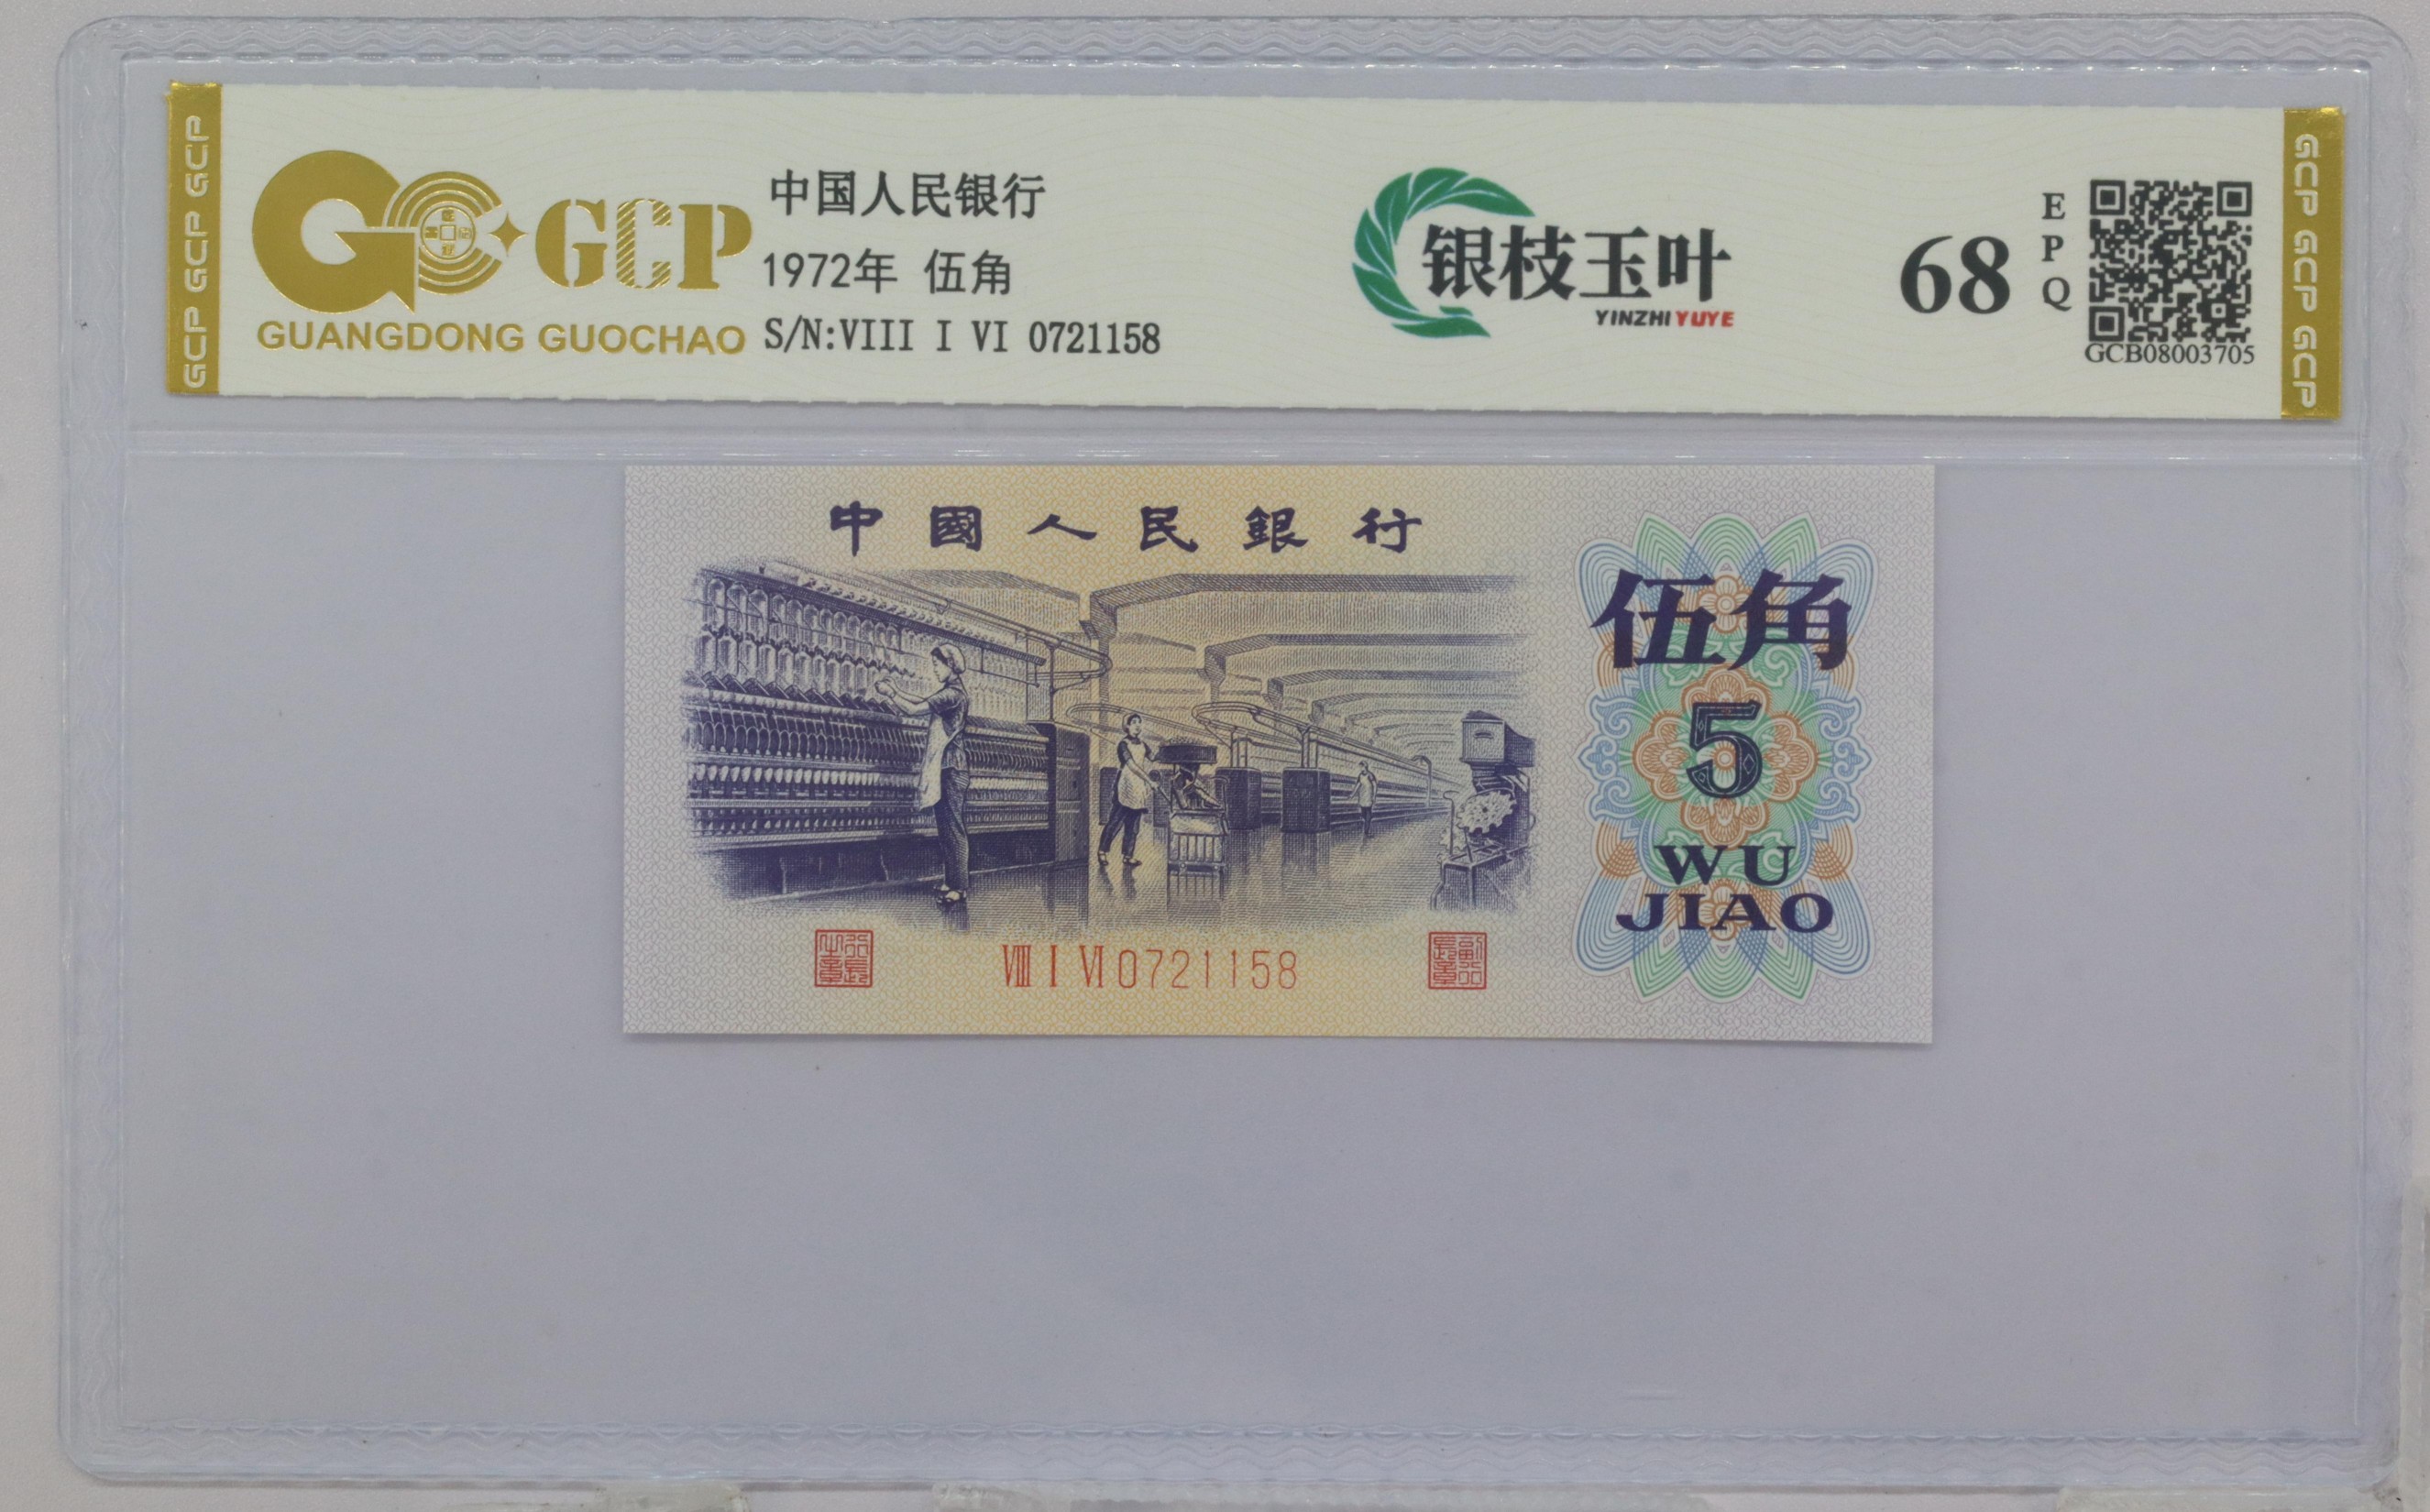 GCP GCP GCP
GCP
GUANGDONG GUOCHAO
中国人民银行
1972年 伍角
S/N:VIII I VI 0721158
银枝玉叶
YINZHI YUYE
68
EPQ
GCB08003705
GCP GCP GCP
中國人民銀行
伍角
5
WU
JIAO
VIII I VI 0721158